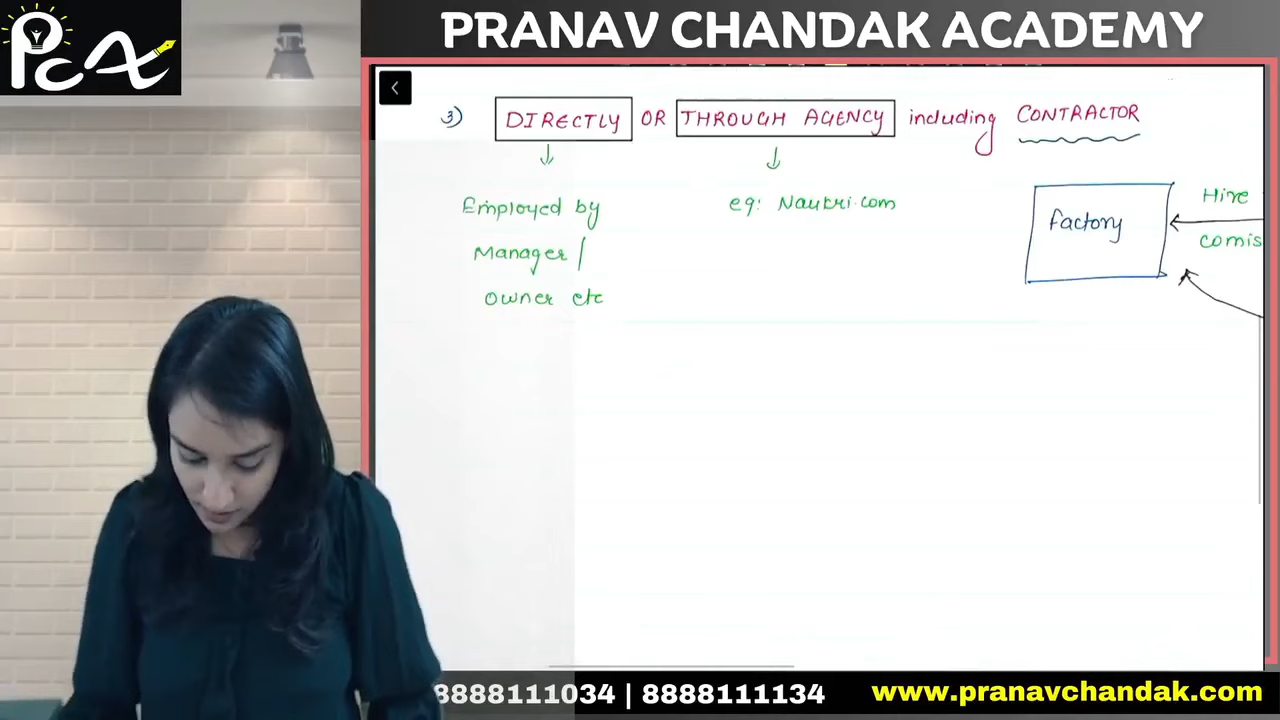 PCA
PRANAV CHANDAK ACADEMY
3) DIRECTLY OR THROUGH AGENCY including CONTRACTOR
Employed by
Manager /
owner etc
eg: Naukri.com
factory
Hire
comis
8888111034 | 8888111134
www.pranavchandak.com